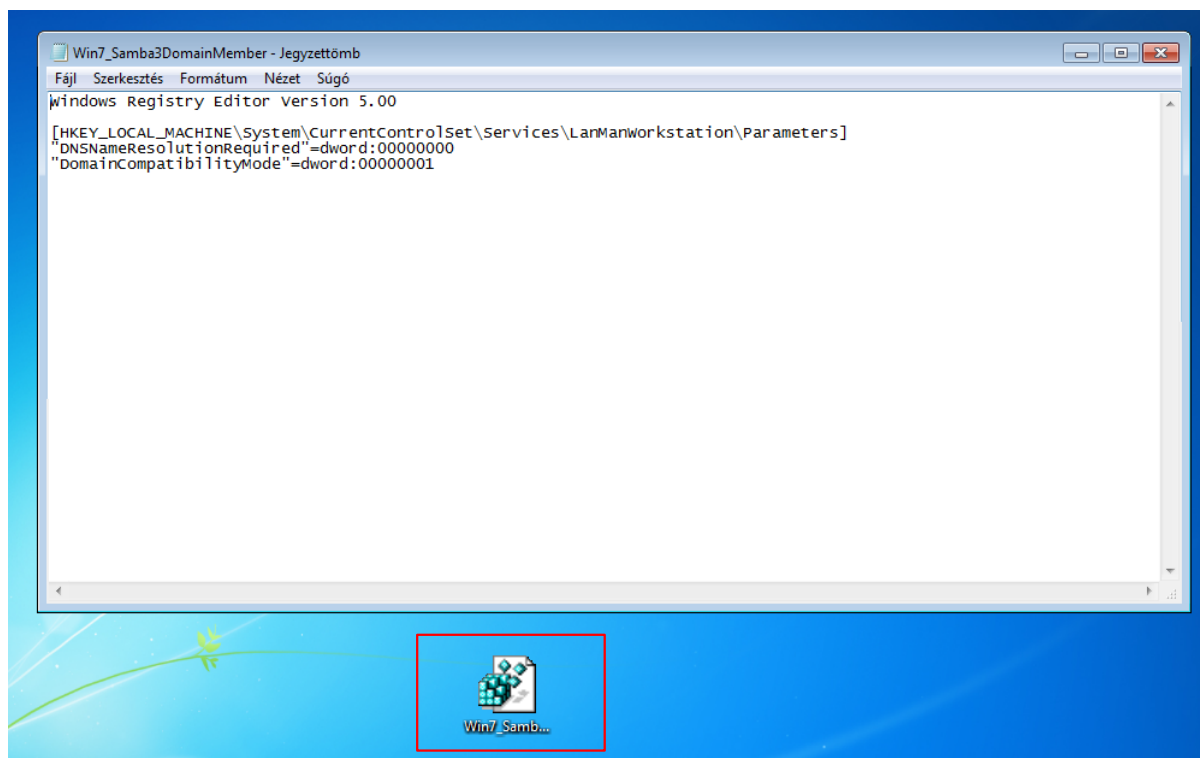 Win7_Samba3DomainMember - Jegyzettömb
Fájl Szerkesztés Formátum Nézet Súgó
Windows Registry Editor Version 5.00
[HKEY_LOCAL_MACHINE\System\CurrentControlSet\Services\LanManWorkstation\Parameters]
"DNSNameResolutionRequired"=dword:00000000
"DomainCompatibilityMode"=dword:00000001
Win7_Samb...